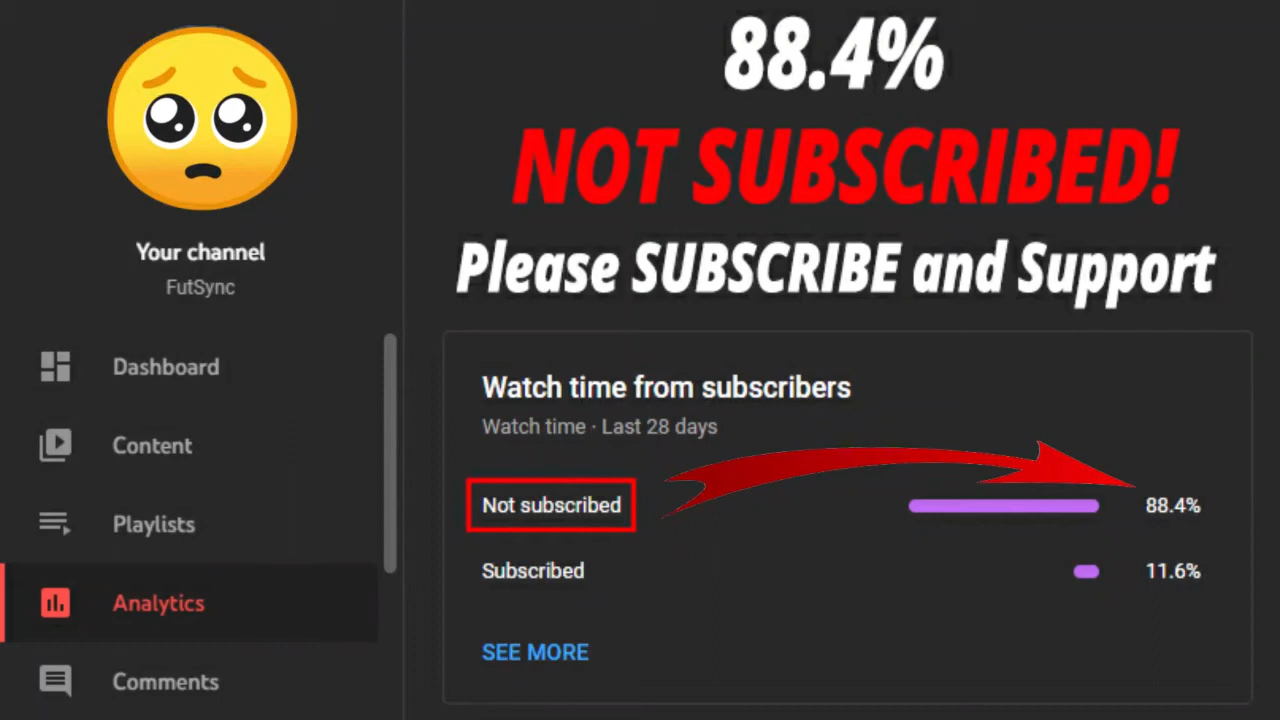 Your channel
FutSync
Dashboard
Content
Playlists
Analytics
Comments
88.4%
NOT SUBSCRIBED!
Please SUBSCRIBE and Support
Watch time from subscribers
Watch time · Last 28 days
Not subscribed 88.4%
Subscribed 11.6%
SEE MORE